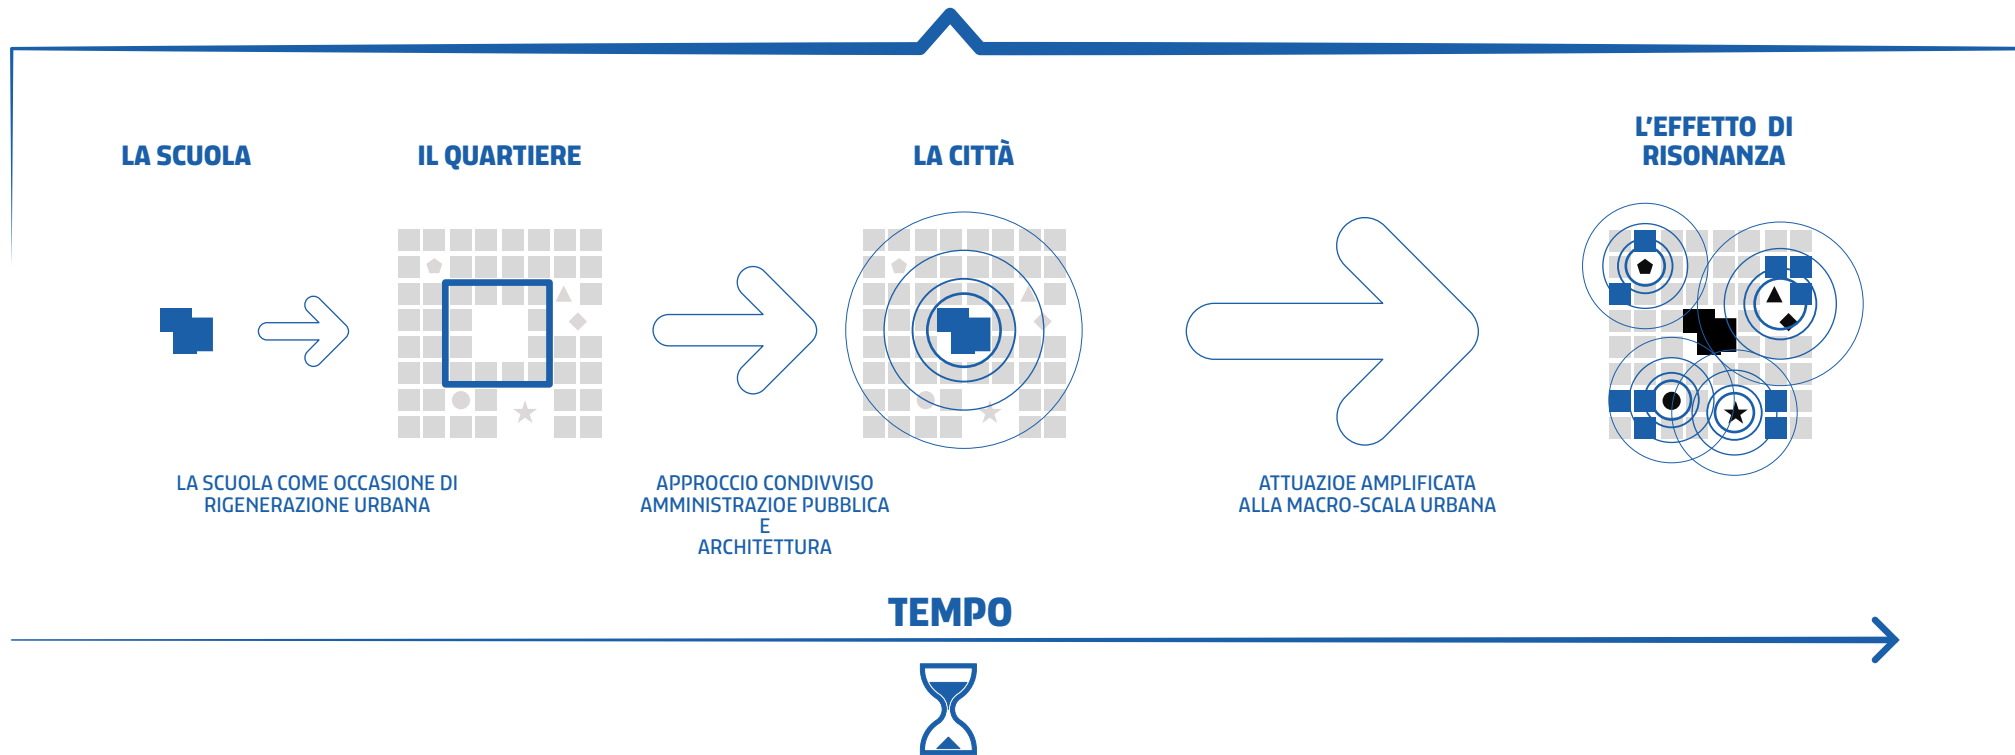 LA SCUOLA
IL QUARTIERE
LA CITTÀ
L'EFFETTO DI
RISONANZA
LA SCUOLA COME OCCASIONE DI
RIGENERAZIONE URBANA
APPROCCIO CONDIVVISO
AMMINISTRAZIOE PUBBLICA
E
ARCHITETTURA
ATTUAZIOE AMPLIFICATA
ALLA MACRO-SCALA URBANA
TEMPO